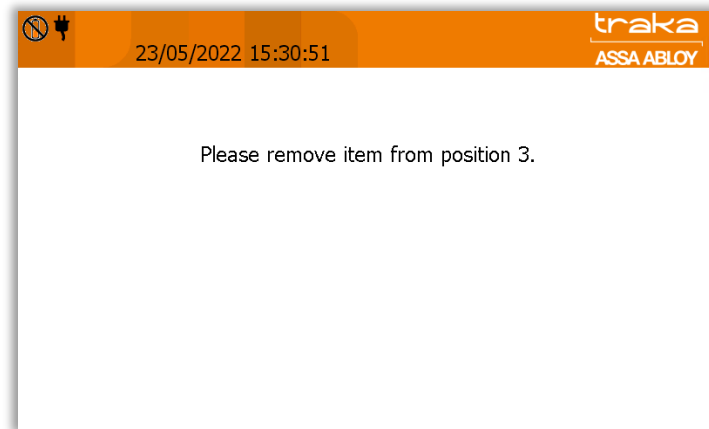 traka
23/05/2022 15:30:51
ASSA ABLOY
Please remove item from position 3.